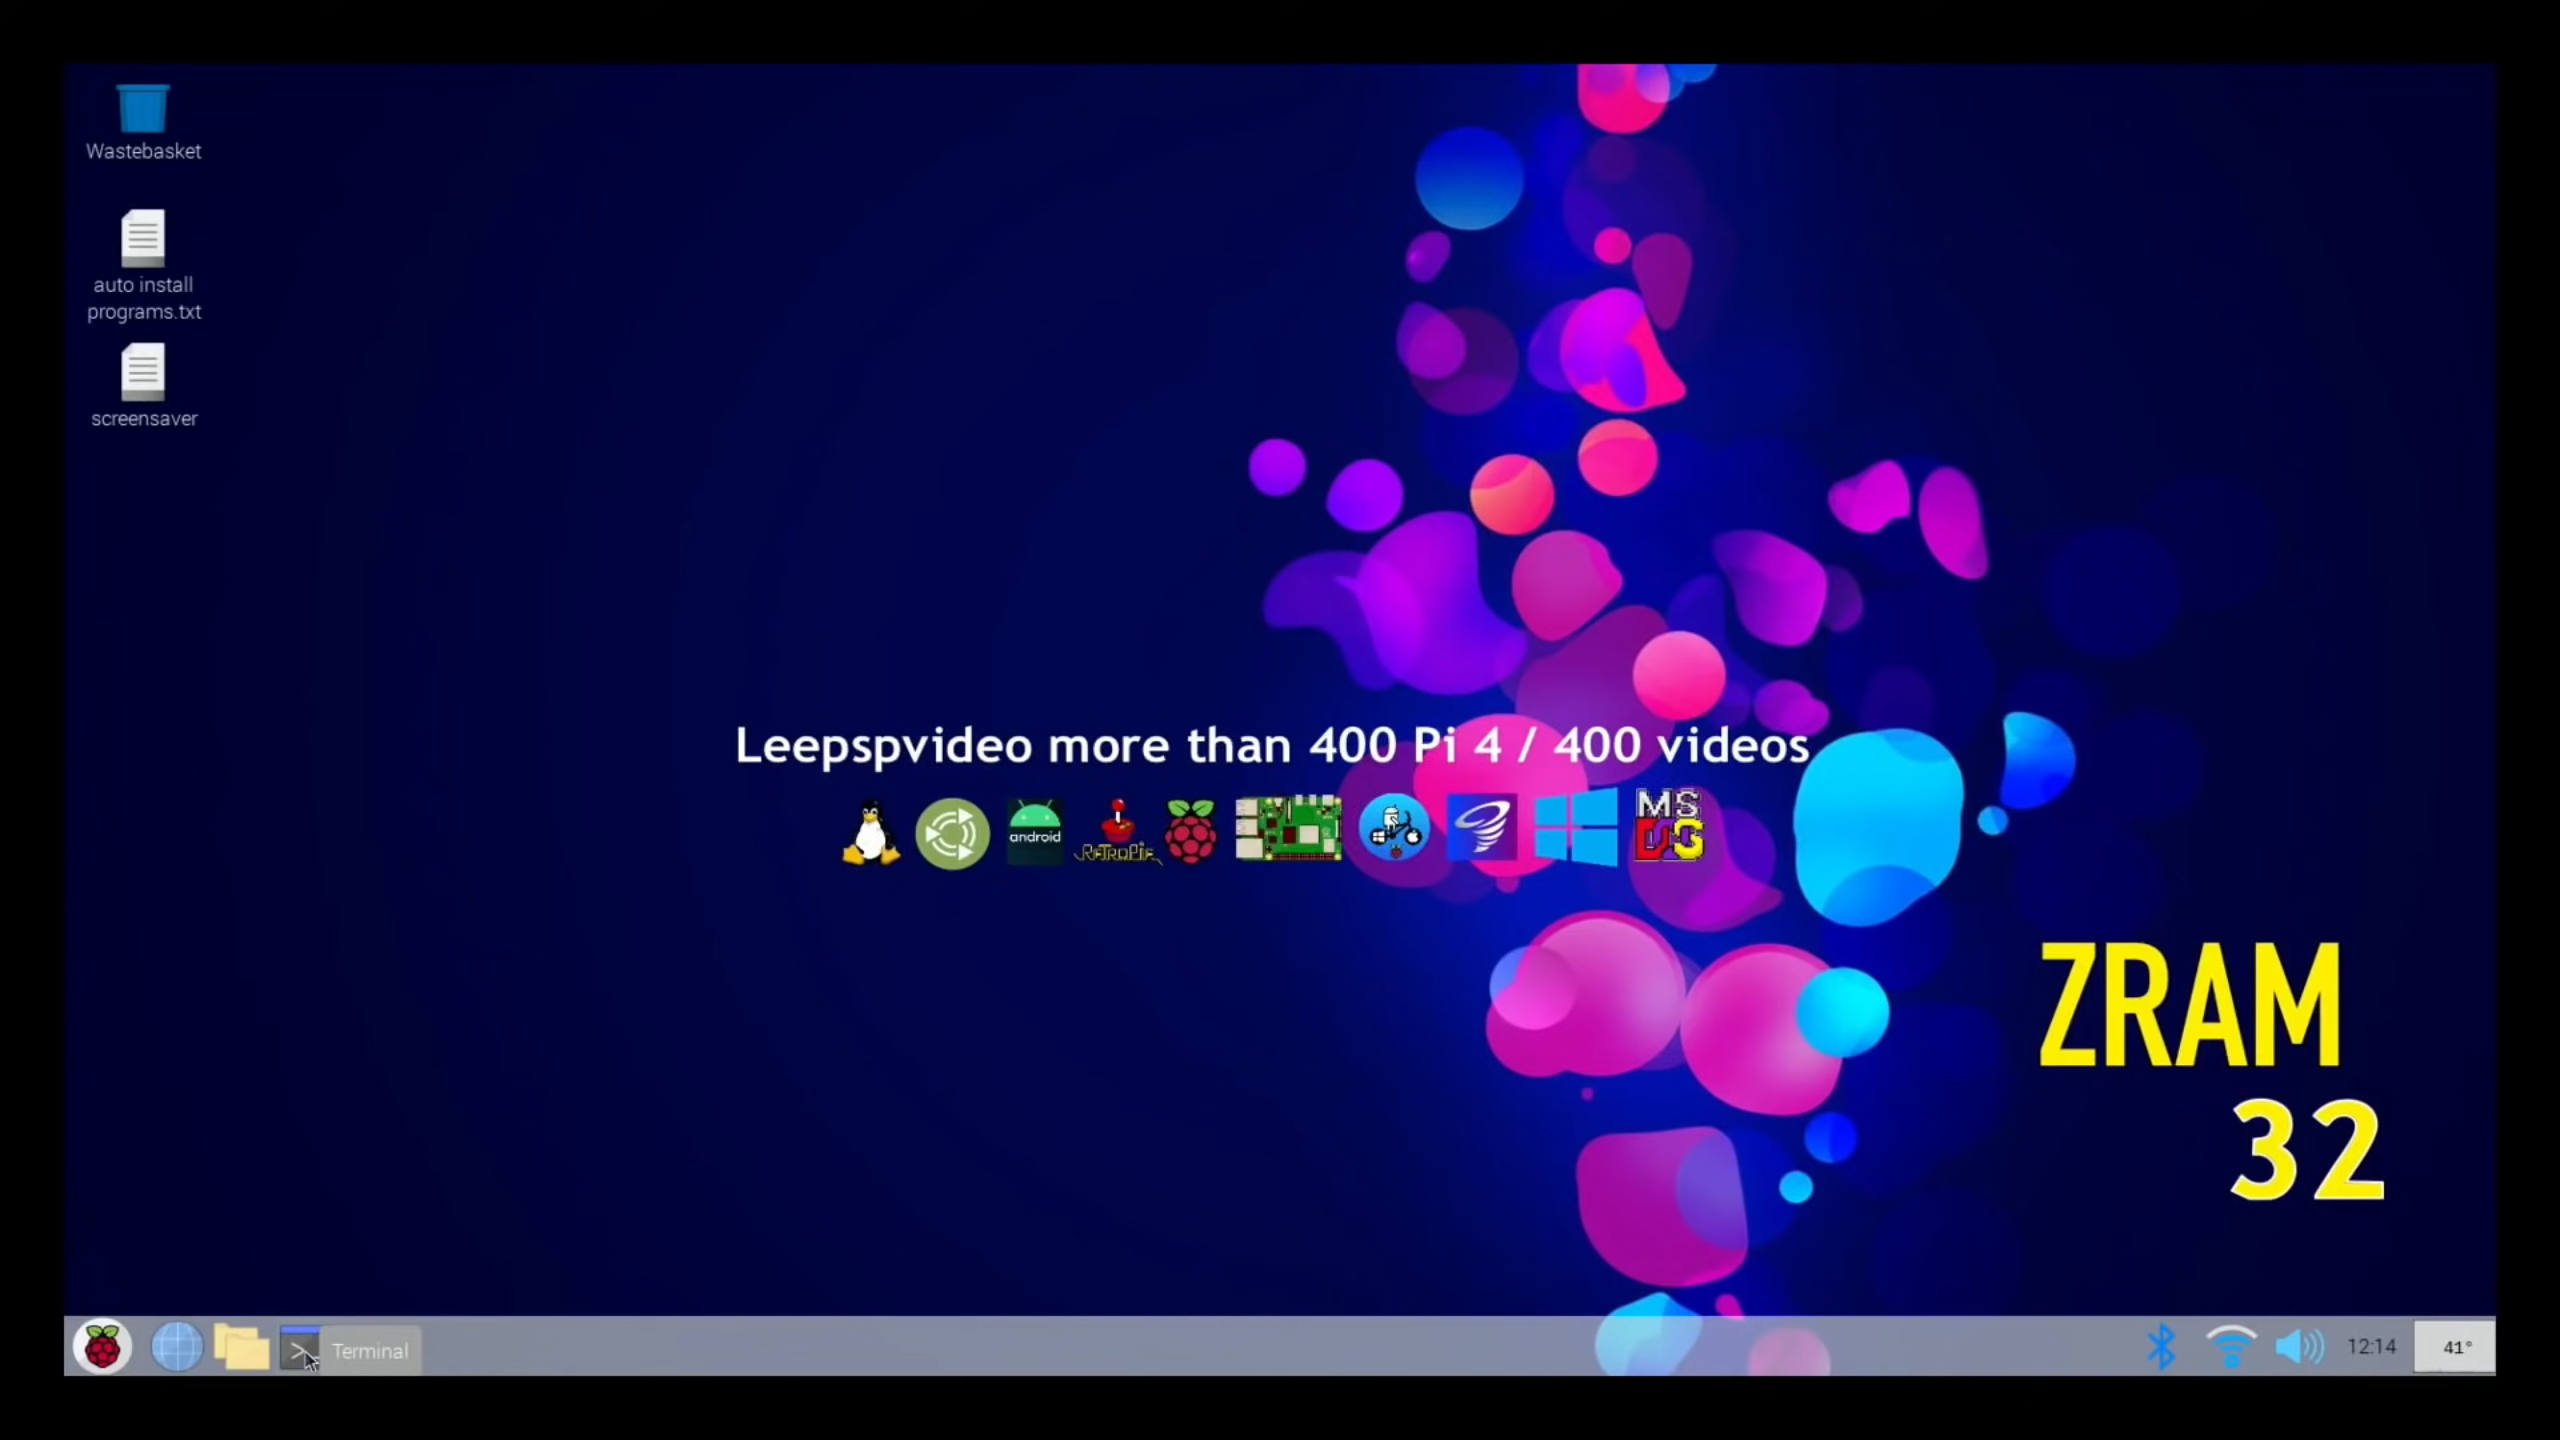 Wastebasket
auto install
programs.txt
screensaver
Leepspvideo more than 400 Pi 4 / 400 videos
android
RetroPie
MS
DOS
ZRAM
32
Terminal
12:14
41°